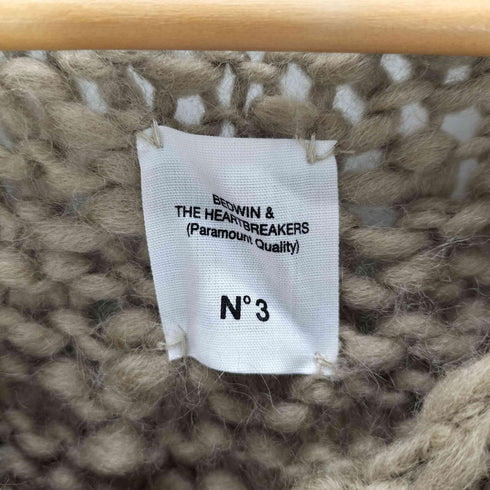 BEDWIN &
THE HEARTBREAKERS
(Paramount Quality)
N° 3